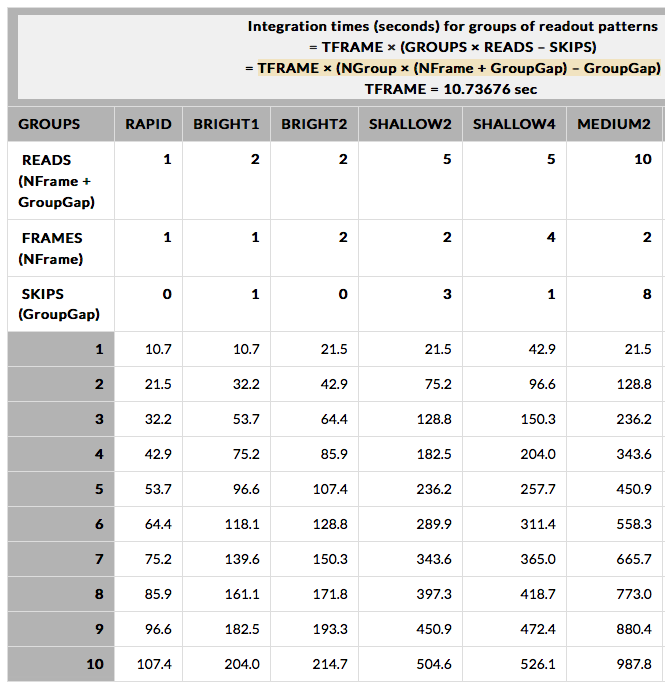 Integration times (seconds) for groups of readout patterns
= TFRAME × (GROUPS × READS – SKIPS)
= TFRAME × (NGroup × (NFrame + GroupGap) – GroupGap)
TFRAME = 10.73676 sec
GROUPS RAPID BRIGHT1 BRIGHT2 SHALLOW2 SHALLOW4 MEDIUM2
READS 1 2 2 5 5 10
(NFrame +
GroupGap)
FRAMES 1 1 2 2 4 2
(NFrame)
SKIPS 0 1 0 3 1 8
(GroupGap)
1 10.7 10.7 21.5 21.5 42.9 21.5
2 21.5 32.2 42.9 75.2 96.6 128.8
3 32.2 53.7 64.4 128.8 150.3 236.2
4 42.9 75.2 85.9 182.5 204.0 343.6
5 53.7 96.6 107.4 236.2 257.7 450.9
6 64.4 118.1 128.8 289.9 311.4 558.3
7 75.2 139.6 150.3 343.6 365.0 665.7
8 85.9 161.1 171.8 397.3 418.7 773.0
9 96.6 182.5 193.3 450.9 472.4 880.4
10 107.4 204.0 214.7 504.6 526.1 987.8